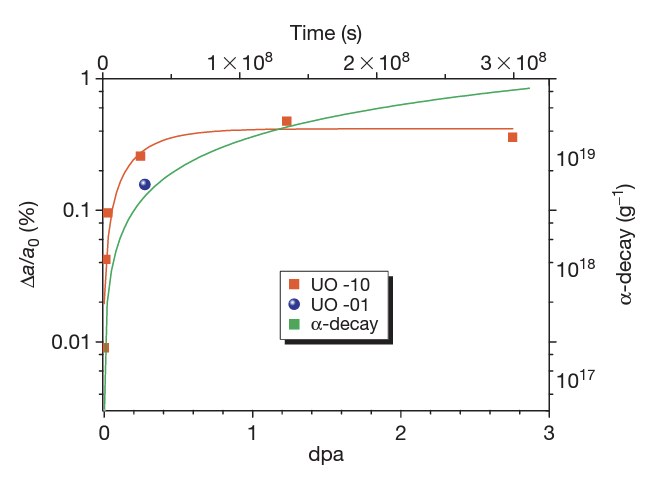 Time (s)
0 1×10⁸ 2×10⁸ 3×10⁸
1
0.1
0.01
Δa/a₀ (%)
10¹⁹
10¹⁸
10¹⁷
α-decay (g⁻¹)
UO -10
UO -01
α-decay
0 1 2 3
dpa